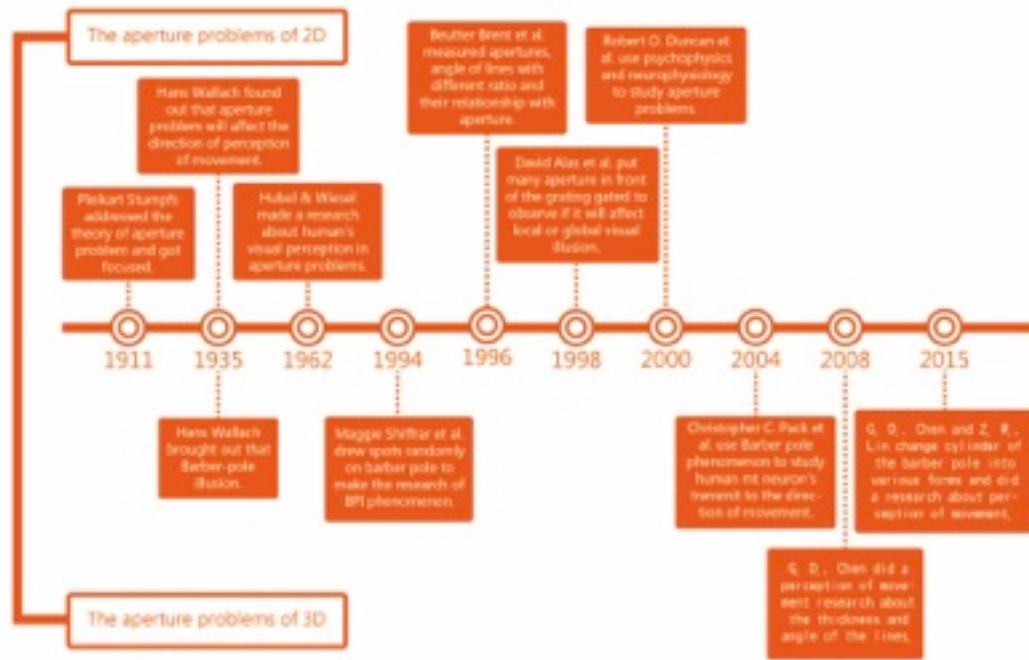 The aperture problems of 2D
Hans Wallach found
out that aperture
problem will affect the
direction of perception
of movement.
Pleikart Stumpfs
addressed the
theory of aperture
problem and got
focused.
Hubel & Wiesel
made a research
about human's
visual perception in
aperture problems.
Beutter Brent et al.
measured apertures,
angle of lines with
different ratio and
their relationship with
aperture.
David Alas et al. put
many aperture in front
of the grating gated to
observe if it will affect
local or global visual
illusion.
Robert O. Duncan et
al. use psychophysics
and neurophysiology
to study aperture
problems.
1911
1935
1962
1994
1996
1998
2000
2004
2008
2015
Hans Wallach
brought out that
Barber-pole
illusion.
Maggie Shiffrar et al.
drew spots randomly
on barber pole to
make the research of
BPI phenomenon.
Christopher C. Pack et
al. use Barber pole
phenomenon to study
human mt neuron's
transmit to the direc-
tion of movement.
G. D., Chen did a
perception of move-
ment research about
the thickness and
angle of the lines.
G. D., Chen and Z. R.,
Lin change cylinder of
the barber pole into
various forms and did
a research about per-
ception of movement.
The aperture problems of 3D